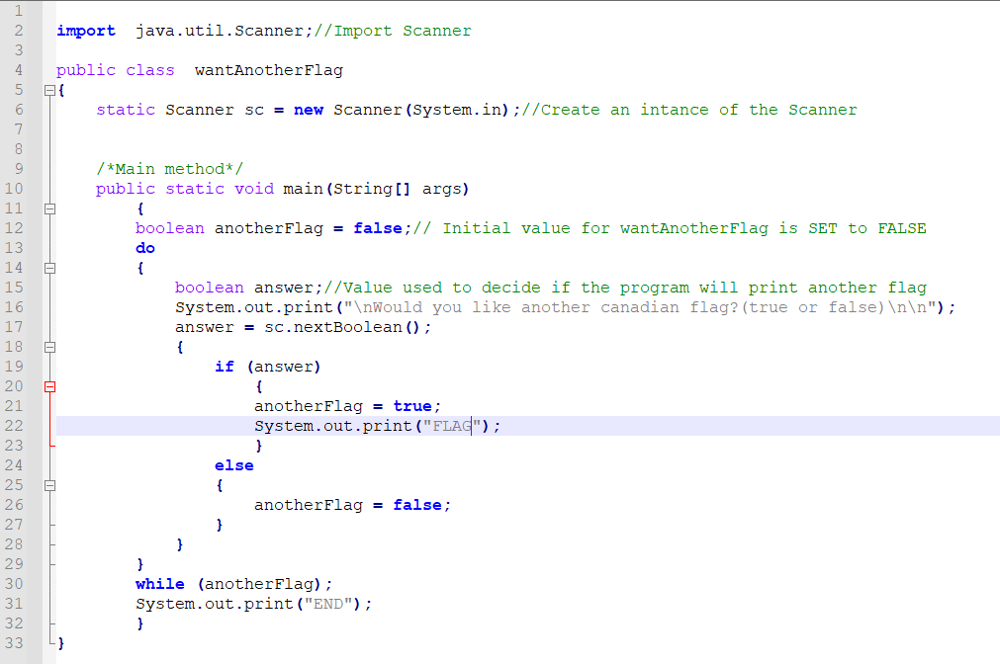 1
2 import  java.util.Scanner;//Import Scanner
3
4 public class  wantAnotherFlag
5 {
6     static Scanner sc = new Scanner(System.in);//Create an intance of the Scanner
7
8
9     /*Main method*/
10     public static void main(String[] args)
11         {
12         boolean anotherFlag = false;// Initial value for wantAnotherFlag is SET to FALSE
13         do
14         {
15             boolean answer;//Value used to decide if the program will print another flag
16             System.out.print("\nWould you like another canadian flag?(true or false)\n\n");
17             answer = sc.nextBoolean();
18             {
19                 if (answer)
20                     {
21                     anotherFlag = true;
22                     System.out.print("FLAG");
23                     }
24                 else
25                 {
26                     anotherFlag = false;
27                 }
28             }
29         }
30         while (anotherFlag);
31         System.out.print("END");
32         }
33 }